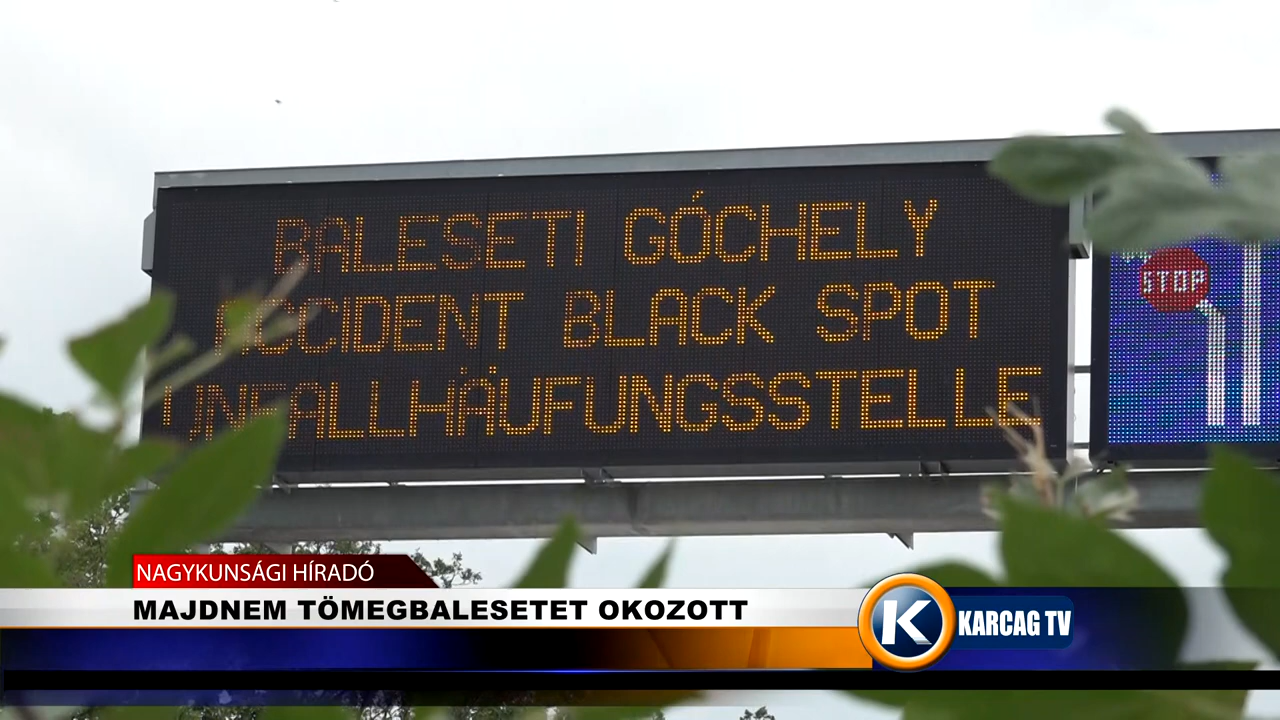 BALESETI GÓCHELY
ACCIDENT BLACK SPOT
UNFALLHÄUFUNGSSTELLE
STOP
NAGYKUNSÁGI HÍRADÓ
MAJDNEM TÖMEGBALESETET OKOZOTT
K KARCAG TV